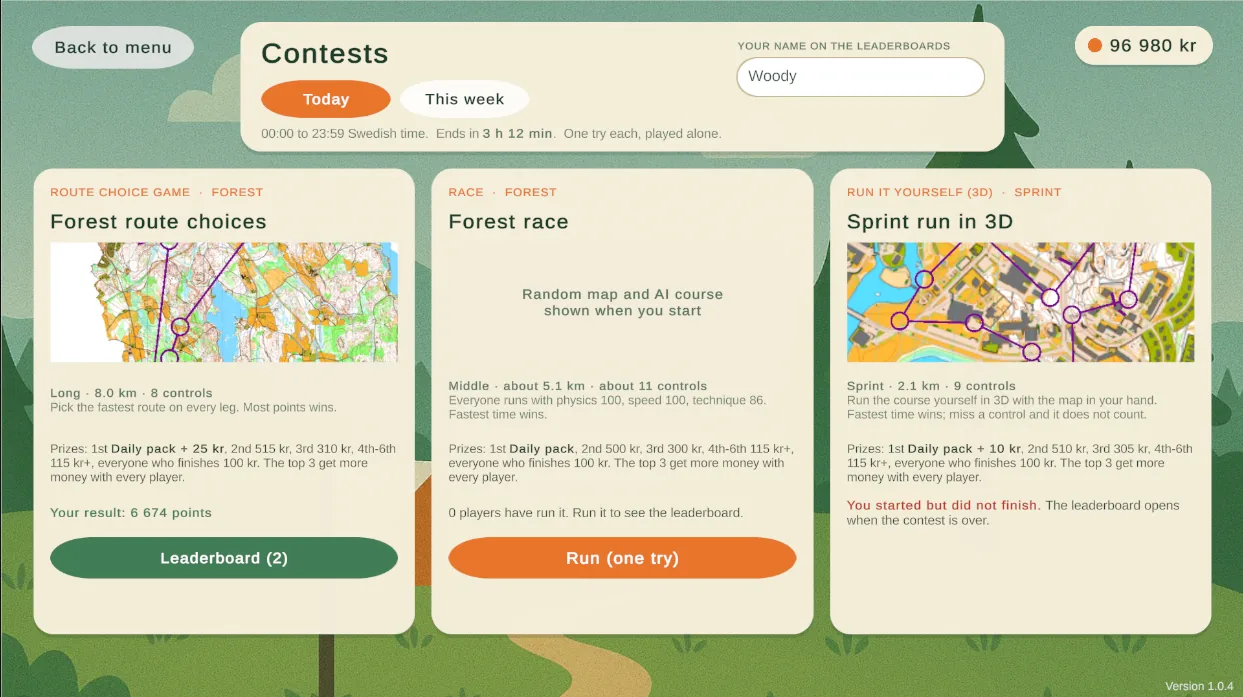 Back to menu
Contests
YOUR NAME ON THE LEADERBOARDS
Woody
96 980 kr
Today
This week
00:00 to 23:59 Swedish time. Ends in 3 h 12 min. One try each, played alone.
ROUTE CHOICE GAME · FOREST
Forest route choices
Long · 8.0 km · 8 controls
Pick the fastest route on every leg. Most points wins.
Prizes: 1st Daily pack + 25 kr, 2nd 515 kr, 3rd 310 kr, 4th-6th
115 kr+, everyone who finishes 100 kr. The top 3 get more
money with every player.
Your result: 6 674 points
Leaderboard (2)
RACE · FOREST
Forest race
Random map and AI course
shown when you start
Middle · about 5.1 km · about 11 controls
Everyone runs with physics 100, speed 100, technique 86.
Fastest time wins.
Prizes: 1st Daily pack, 2nd 500 kr, 3rd 300 kr, 4th-6th 115 kr+,
everyone who finishes 100 kr. The top 3 get more money with
every player.
0 players have run it. Run it to see the leaderboard.
Run (one try)
RUN IT YOURSELF (3D) · SPRINT
Sprint run in 3D
Sprint · 2.1 km · 9 controls
Run the course yourself in 3D with the map in your hand.
Fastest time wins; miss a control and it does not count.
Prizes: 1st Daily pack + 10 kr, 2nd 510 kr, 3rd 305 kr, 4th-6th
115 kr+, everyone who finishes 100 kr. The top 3 get more
money with every player.
You started but did not finish. The leaderboard opens
when the contest is over.
Version 1.0.4